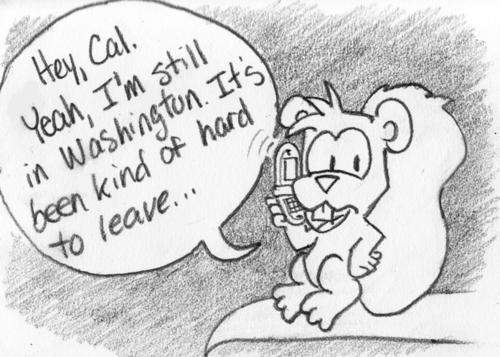 Hey, Cal.
Yeah, I'm still
in Washington. It's
been kind of hard
to leave...